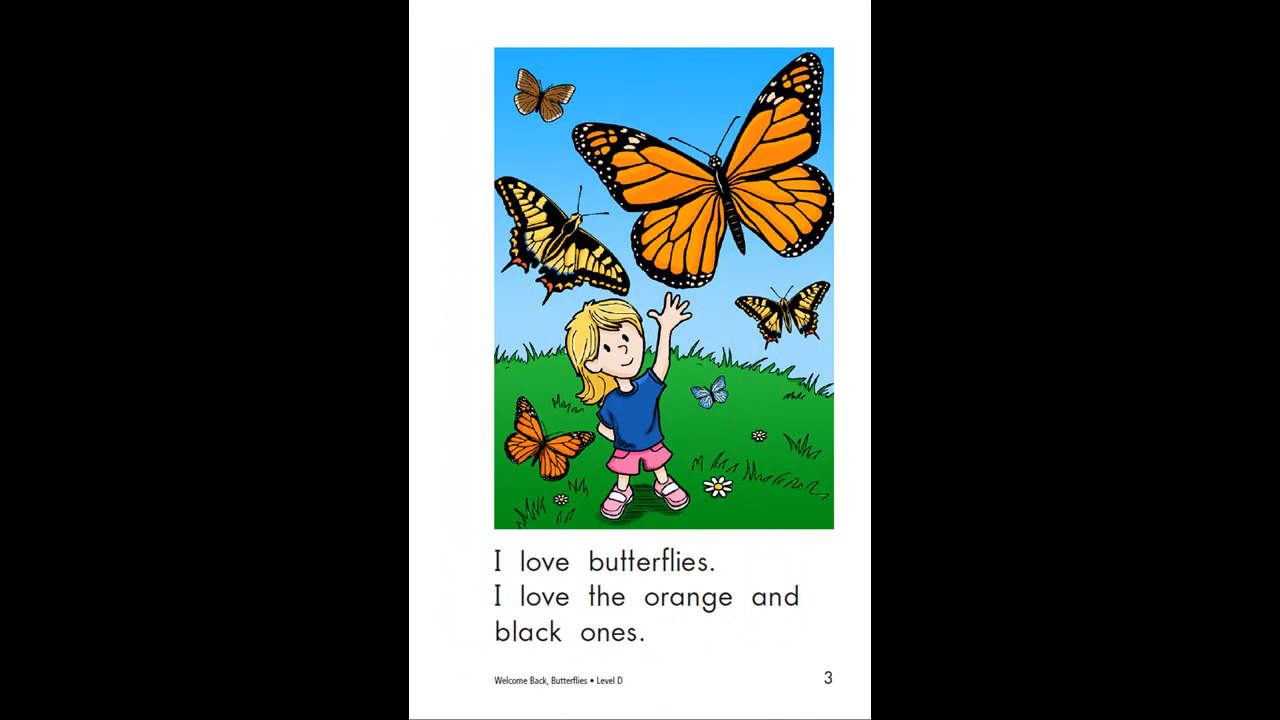 I love butterflies.
I love the orange and
black ones.
Welcome Back, Butterflies • Level D
3